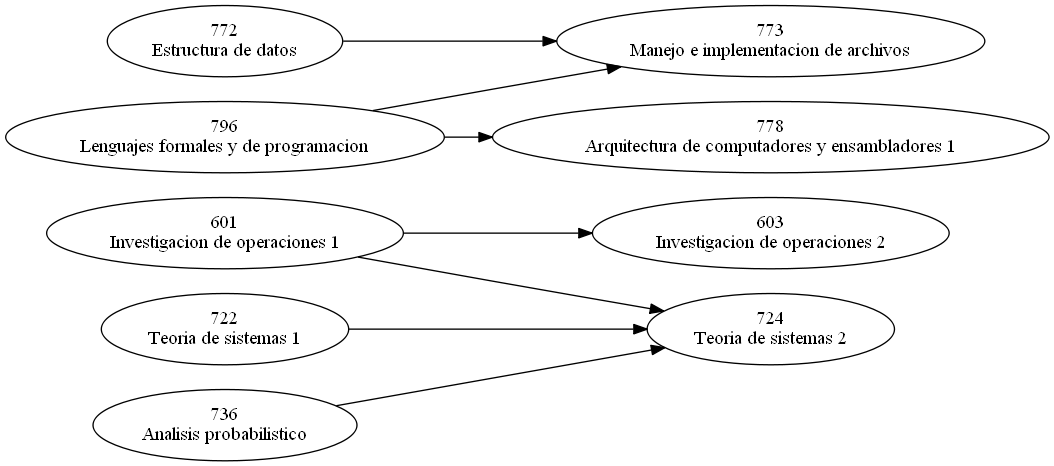 772
Estructura de datos
773
Manejo e implementacion de archivos
796
Lenguajes formales y de programacion
778
Arquitectura de computadores y ensambladores 1
601
Investigacion de operaciones 1
603
Investigacion de operaciones 2
722
Teoria de sistemas 1
724
Teoria de sistemas 2
736
Analisis probabilistico